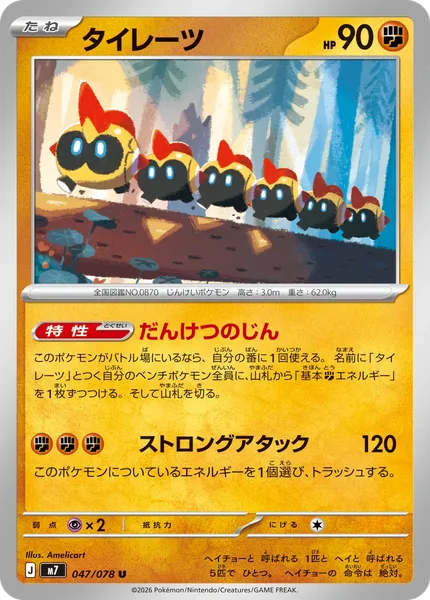 たね
タイレーツ
HP 90
全国図鑑NO.0870 じんけいポケモン 高さ:3.0m 重さ:62.0kg
特性 とくせい だんけつのじん
このポケモンがバトル場にいるなら、自分の番に1回使える。名前に「タイ
レーツ」とつく自分のベンチポケモン全員に、山札から「基本エネルギー」
を1枚ずつつける。そして山札を切る。
ストロングアタック 120
このポケモンについているエネルギーを1個選び、トラッシュする。
弱点 ×2 抵抗力 にげる
Illus. Amelicart
J m7 047/078 U
ヘイチョーと 呼ばれる 1匹と ヘイと 呼ばれる
5匹で ひとつ。 ヘイチョーの 命令は 絶対。
©2026 Pokémon/Nintendo/Creatures/GAME FREAK.